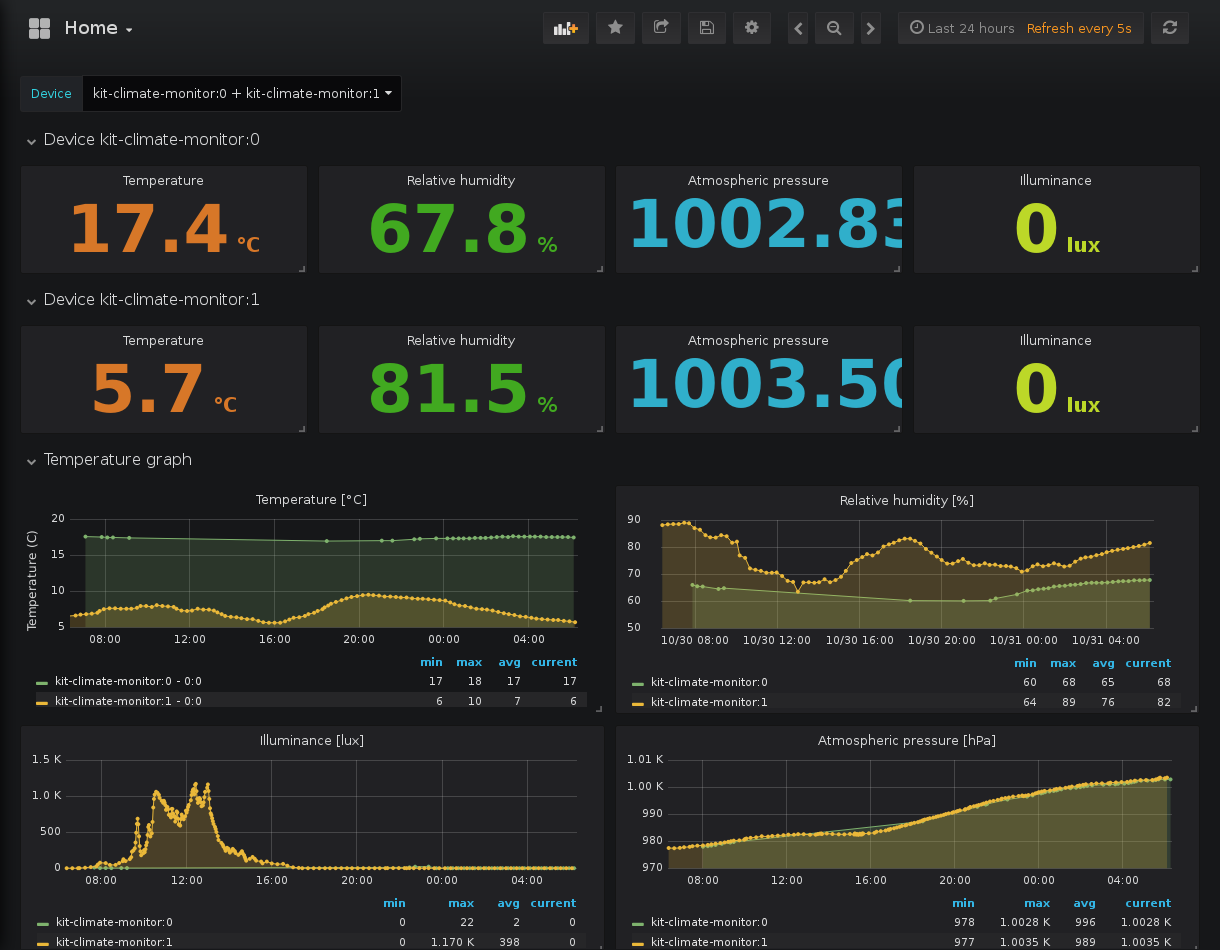 Home
Last 24 hours Refresh every 5s
Device kit-climate-monitor:0 + kit-climate-monitor:1
Device kit-climate-monitor:0
Temperature Relative humidity Atmospheric pressure Illuminance
17.4 °C 67.8 % 1002.83 0 lux
Device kit-climate-monitor:1
Temperature Relative humidity Atmospheric pressure Illuminance
5.7 °C 81.5 % 1003.50 0 lux
Temperature graph
Temperature [°C]
Temperature (C)
20
15
10
5
08:00 12:00 16:00 20:00 00:00 04:00
min max avg current
kit-climate-monitor:0 - 0:0 17 18 17 17
kit-climate-monitor:1 - 0:0 6 10 7 6
Relative humidity [%]
90
80
70
60
50
10/30 08:00 10/30 12:00 10/30 16:00 10/30 20:00 10/31 00:00 10/31 04:00
min max avg current
kit-climate-monitor:0 60 68 65 68
kit-climate-monitor:1 64 89 76 82
Illuminance [lux]
1.5 K
1.0 K
500
0
08:00 12:00 16:00 20:00 00:00 04:00
min max avg current
kit-climate-monitor:0 0 22 2 0
kit-climate-monitor:1 0 1.170 K 398 0
Atmospheric pressure [hPa]
1.01 K
1.00 K
990
980
970
08:00 12:00 16:00 20:00 00:00 04:00
min max avg current
kit-climate-monitor:0 978 1.0028 K 996 1.0028 K
kit-climate-monitor:1 977 1.0035 K 989 1.0035 K